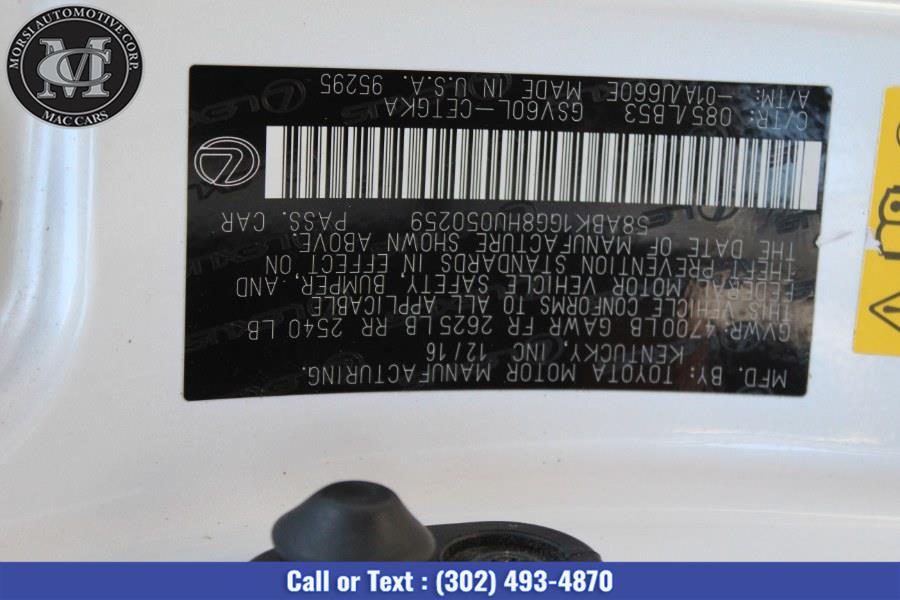 MORSI AUTOMOTIVE CORP.
MC
MAC CARS
MFD. BY: TOYOTA MOTOR MANUFACTURING.
KENTUCKY, INC 12/16
GVWR 4700LB GAWR FR 2625LB RR 2540LB
THIS VEHICLE CONFORMS TO ALL APPLICABLE
FEDERAL MOTOR VEHICLE SAFETY, BUMPER, AND
THEFT PREVENTION STANDARDS IN EFFECT ON
THE DATE OF MANUFACTURE SHOWN ABOVE.
58ABK1GG8HU050259 PASS. CAR
C/TR: 085/LB53 GSV60L-CETGKA
A/TM: -01A/U660E MADE IN U.S.A. 95295
Call or Text : (302) 493-4870